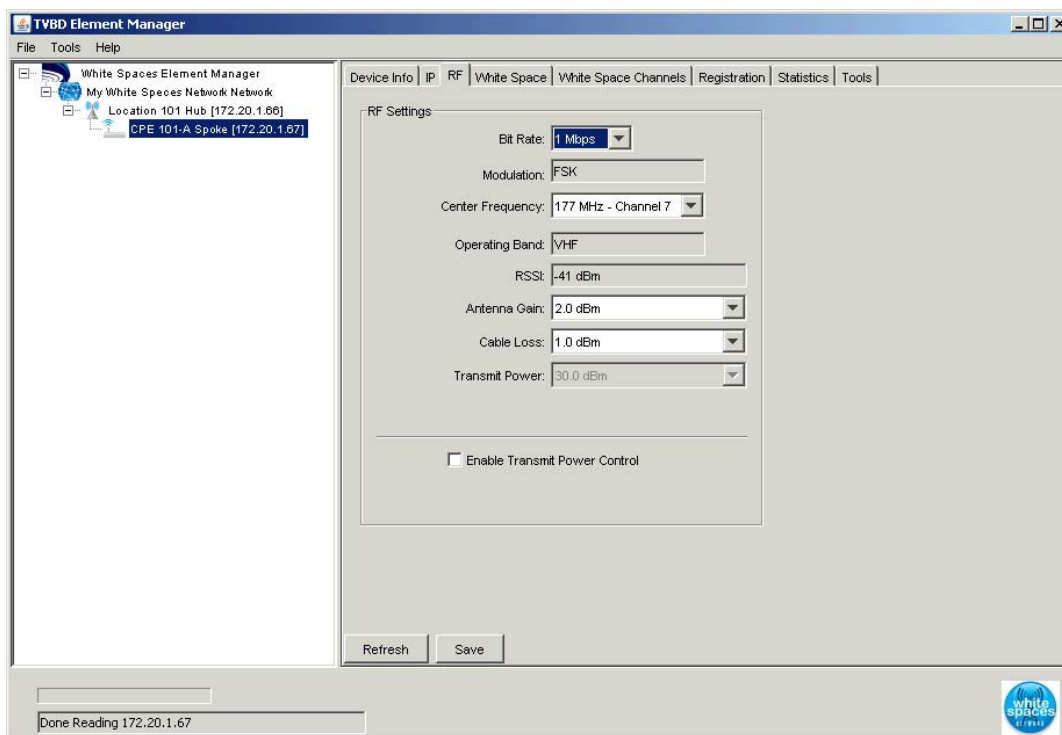 TVBD Element Manager
File Tools Help
White Spaces Element Manager
My White Speces Network Network
Location 101 Hub [172.20.1.66]
CPE 101-A Spoke [172.20.1.67]
Device Info IP RF White Space White Space Channels Registration Statistics Tools
RF Settings
Bit Rate: 1 Mbps
Modulation: FSK
Center Frequency: 177 MHz - Channel 7
Operating Band: VHF
RSSI: -41 dBm
Antenna Gain: 2.0 dBm
Cable Loss: 1.0 dBm
Transmit Power: 30.0 dBm
Enable Transmit Power Control
Refresh Save
Done Reading 172.20.1.67
white
spaces